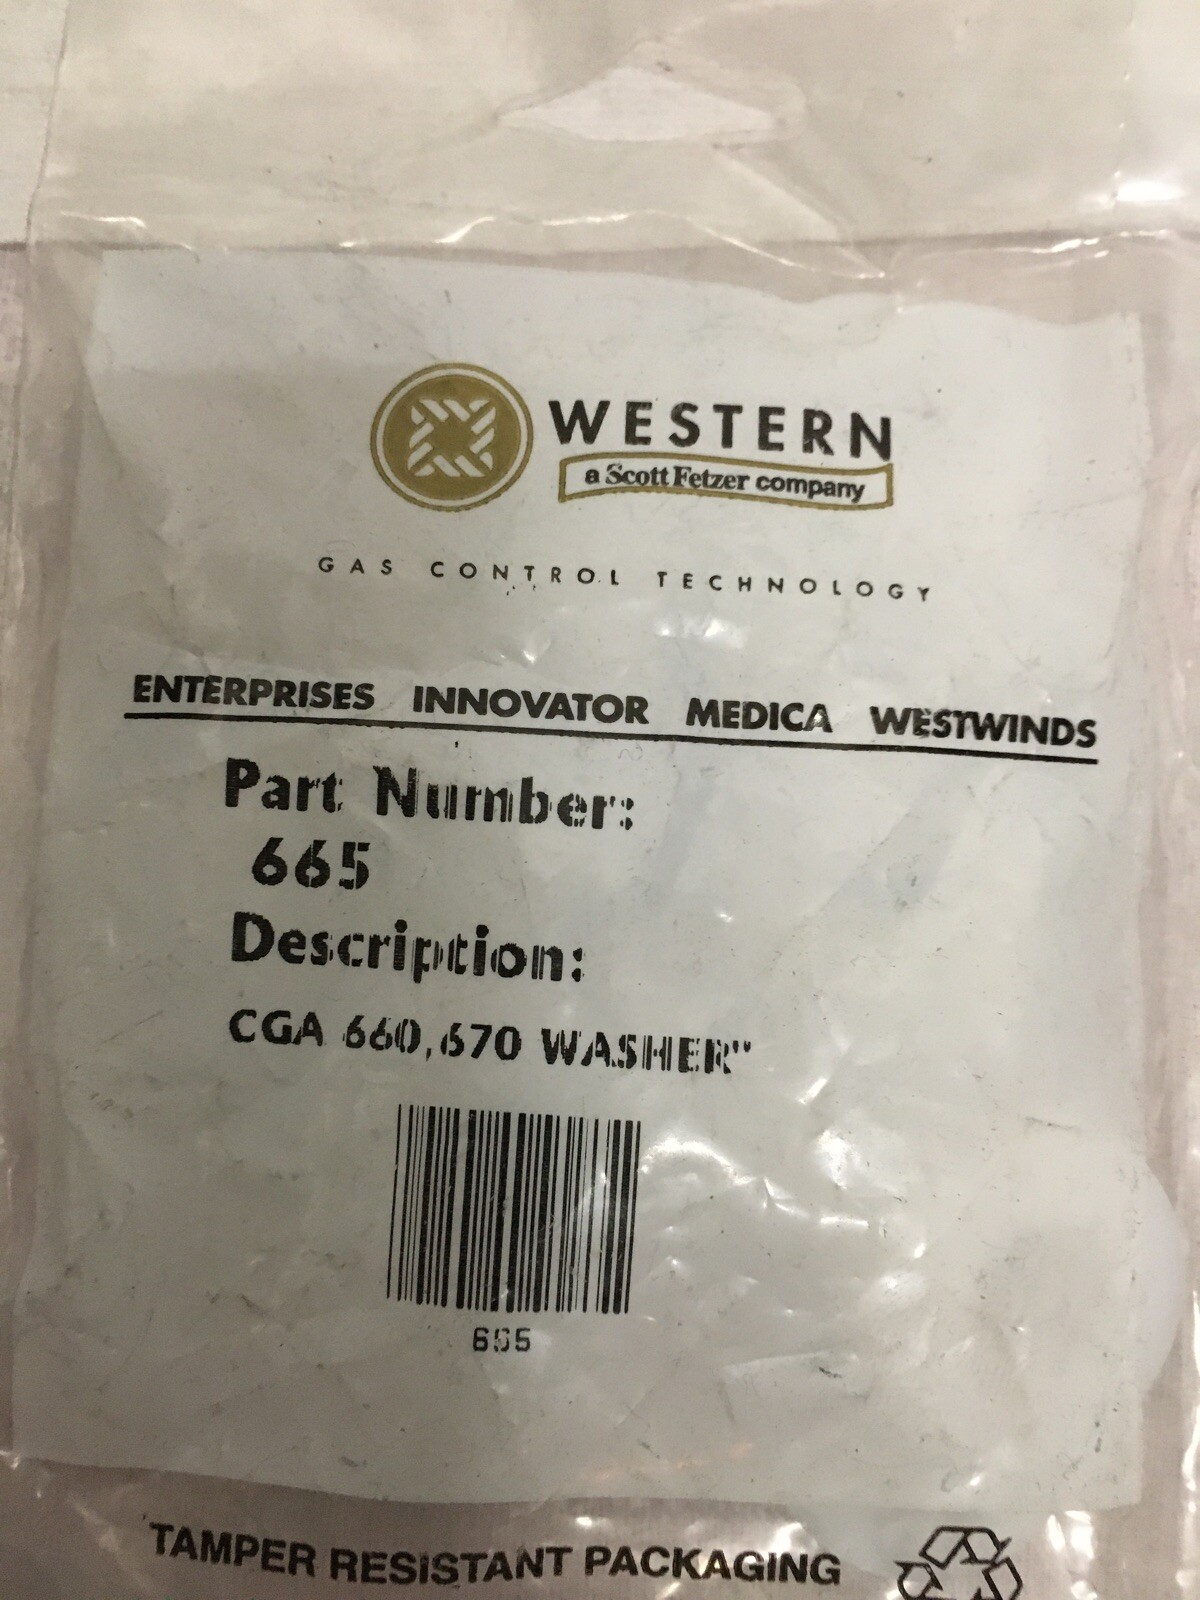 WESTERN
a Scott Fetzer company
GAS CONTROL TECHNOLOGY
ENTERPRISES INNOVATOR MEDICA WESTWINDS
Part Number:
665
Description:
CGA 660,670 WASHER"
665
TAMPER RESISTANT PACKAGING